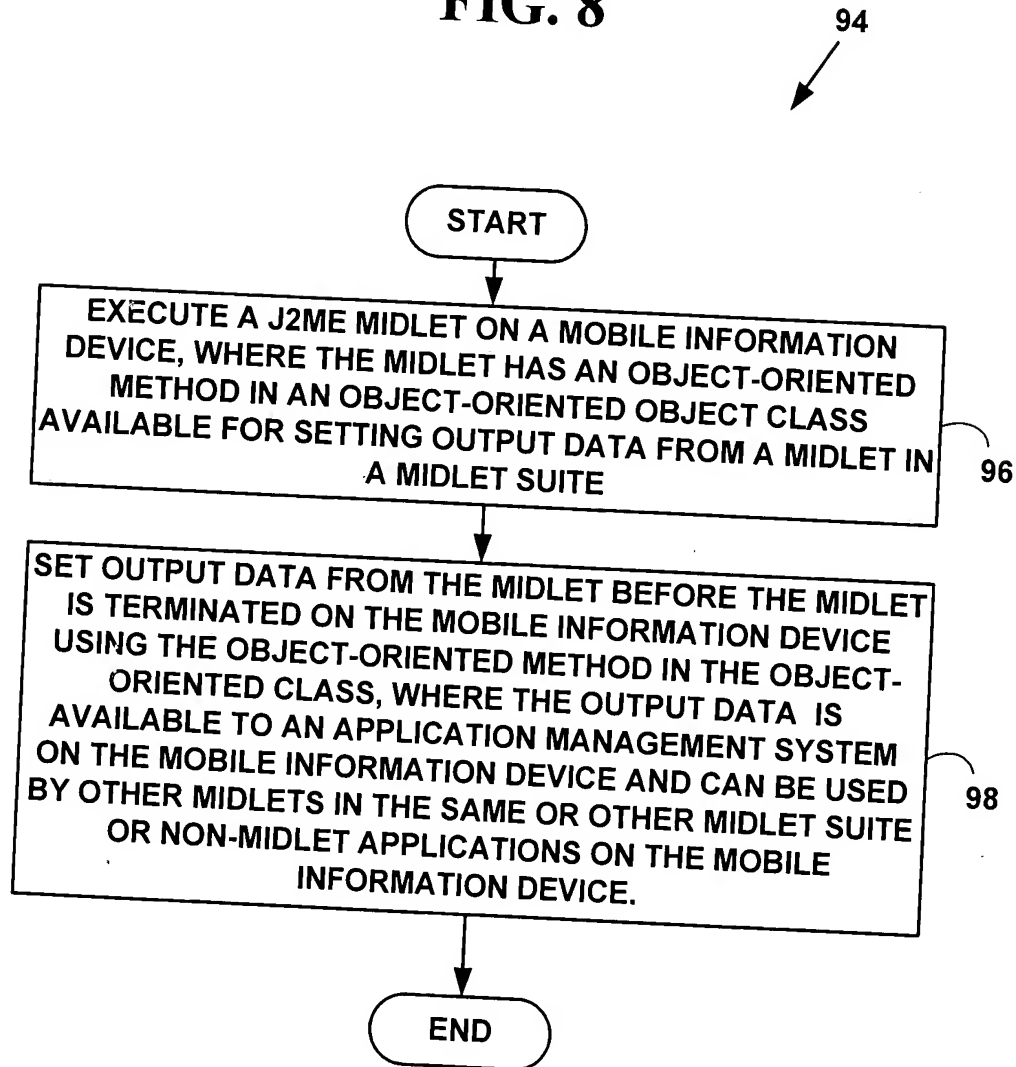 FIG. 8
94
START
EXECUTE A J2ME MIDLET ON A MOBILE INFORMATION
DEVICE, WHERE THE MIDLET HAS AN OBJECT-ORIENTED
METHOD IN AN OBJECT-ORIENTED OBJECT CLASS
AVAILABLE FOR SETTING OUTPUT DATA FROM A MIDLET IN
A MIDLET SUITE
96
SET OUTPUT DATA FROM THE MIDLET BEFORE THE MIDLET
IS TERMINATED ON THE MOBILE INFORMATION DEVICE
USING THE OBJECT-ORIENTED METHOD IN THE OBJECT-
ORIENTED CLASS, WHERE THE OUTPUT DATA IS
AVAILABLE TO AN APPLICATION MANAGEMENT SYSTEM
ON THE MOBILE INFORMATION DEVICE AND CAN BE USED
BY OTHER MIDLETS IN THE SAME OR OTHER MIDLET SUITE
OR NON-MIDLET APPLICATIONS ON THE MOBILE
INFORMATION DEVICE.
98
END